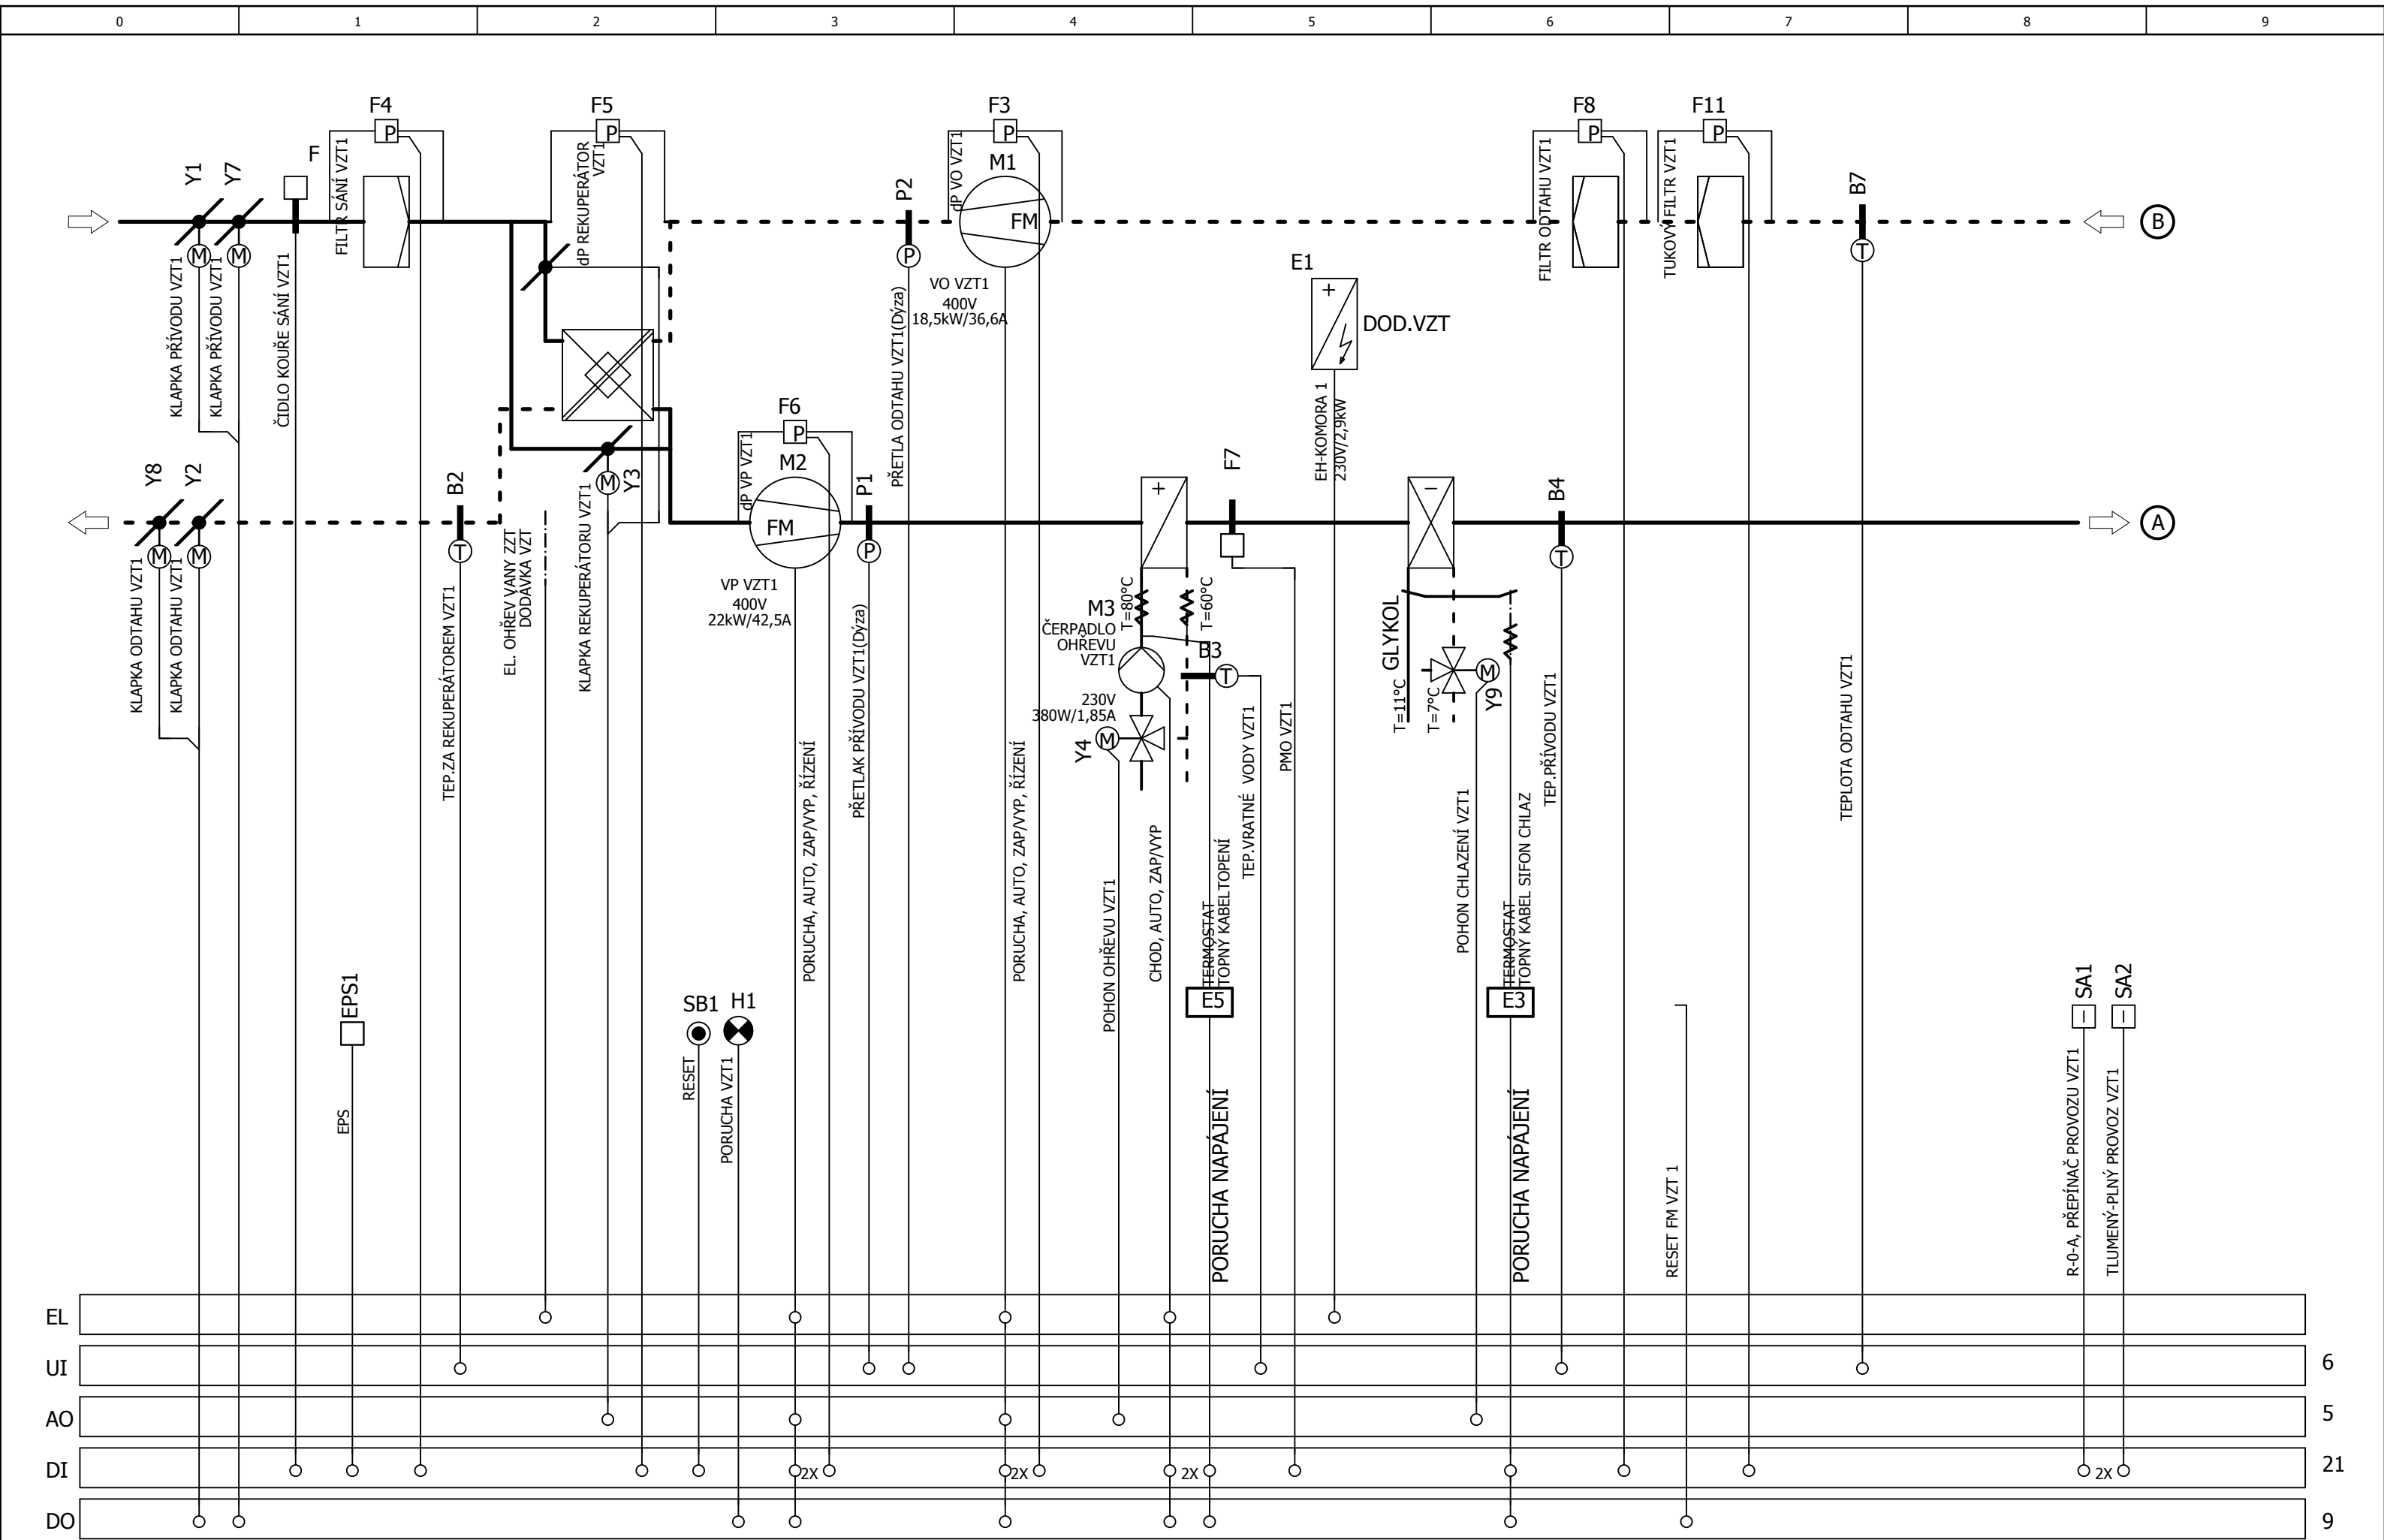 0 1 2 3 4 5 6 7 8 9
F4
P
F5
P
F3
P
M1
F8
P
F11
P
Y1
Y7
F
FILTR SÁNÍ VZT1
dP REKUPERÁTOR
VZT1
P2
dP VO VZT1
FM
FILTR ODTAHU VZT1
TUKOVÝ FILTR VZT1
B7
B
M
M
P
T
KLAPKA PŘÍVODU VZT1
KLAPKA PŘÍVODU VZT1
ČIDLO KOUŘE SÁNÍ VZT1
VO VZT1
400V
18,5kW/36,6A
PŘETLA ODTAHU VZT1(Dýza)
E1
+
DOD.VZT
EH-KOMORA 1
230V/2,9kW
F6
P
dP VP VZT1
M2
FM
Y8
Y2
B2
M
Y3
P1
+
F7
−
B4
A
M
M
T
P
T
KLAPKA ODTAHU VZT1
KLAPKA ODTAHU VZT1
TEP.ZA REKUPERÁTOREM VZT1
EL. OHŘEV VANY ZZT
DODÁVKA VZT
KLAPKA REKUPERÁTORU VZT1
VP VZT1
400V
22kW/42,5A
PŘETLAK PŘÍVODU VZT1(Dýza)
M3
ČERPADLO
OHŘEVU
VZT1
T=80°C
T=60°C
B3
T
230V
380W/1,85A
Y4
M
GLYKOL
T=11°C
T=7°C
M
Y9
PORUCHA, AUTO, ZAP/VYP, ŘÍZENÍ
PORUCHA, AUTO, ZAP/VYP, ŘÍZENÍ
POHON OHŘEVU VZT1
CHOD, AUTO, ZAP/VYP
TERMOSTAT
TOPNÝ KABELTOPENÍ
TEP.VRATNÉ VODY VZT1
PMO VZT1
POHON CHLAZENÍ VZT1
TERMOSTAT
TOPNÝ KABEL SIFON CHLAZ
TEP.PŘÍVODU VZT1
TEPLOTA ODTAHU VZT1
EPS1
EPS
SB1
RESET
H1
PORUCHA VZT1
E5
PORUCHA NAPÁJENÍ
E3
PORUCHA NAPÁJENÍ
RESET FM VZT 1
SA1
R-0-A, PŘEPÍNAČ PROVOZU VZT1
SA2
TLUMENÝ-PLNÝ PROVOZ VZT1
EL
UI 6
AO 5
DI 2X 2X 2X 2X 21
DO 9